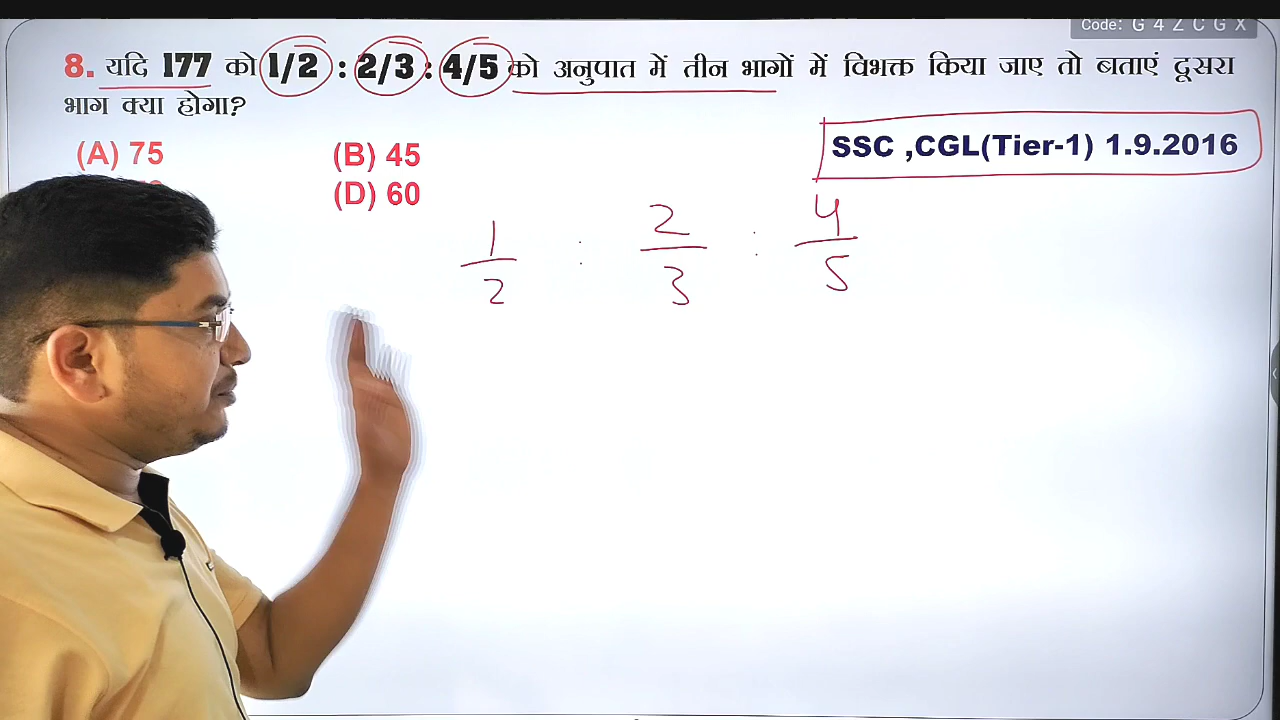 Code: G 4 Z C G X
8. यदि 177 को 1/2 : 2/3 : 4/5 को अनुपात में तीन भागों में विभक्त किया जाए तो बताएं दूसरा
भाग क्या होगा?
(A) 75 (B) 45
(D) 60
SSC ,CGL(Tier-1) 1.9.2016
1/2 : 2/3 : 4/5